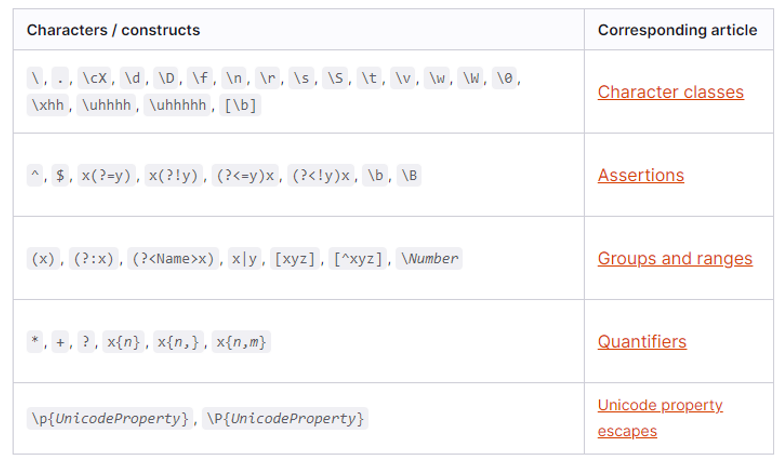 Characters / constructs Corresponding article
\, ., \cX, \d, \D, \f, \n, \r, \s, \S, \t, \v, \w, \W, \0,
\xhh, \uhhhh, \uhhhhh, [\b]
Character classes
^, $, x(?=y), x(?!y), (?<=y)x, (?<!y)x, \b, \B
Assertions
(x), (?:x), (?<Name>x), x|y, [xyz], [^xyz], \Number
Groups and ranges
*, +, ?, x{n}, x{n,}, x{n,m}
Quantifiers
\p{UnicodeProperty}, \P{UnicodeProperty}
Unicode property
escapes